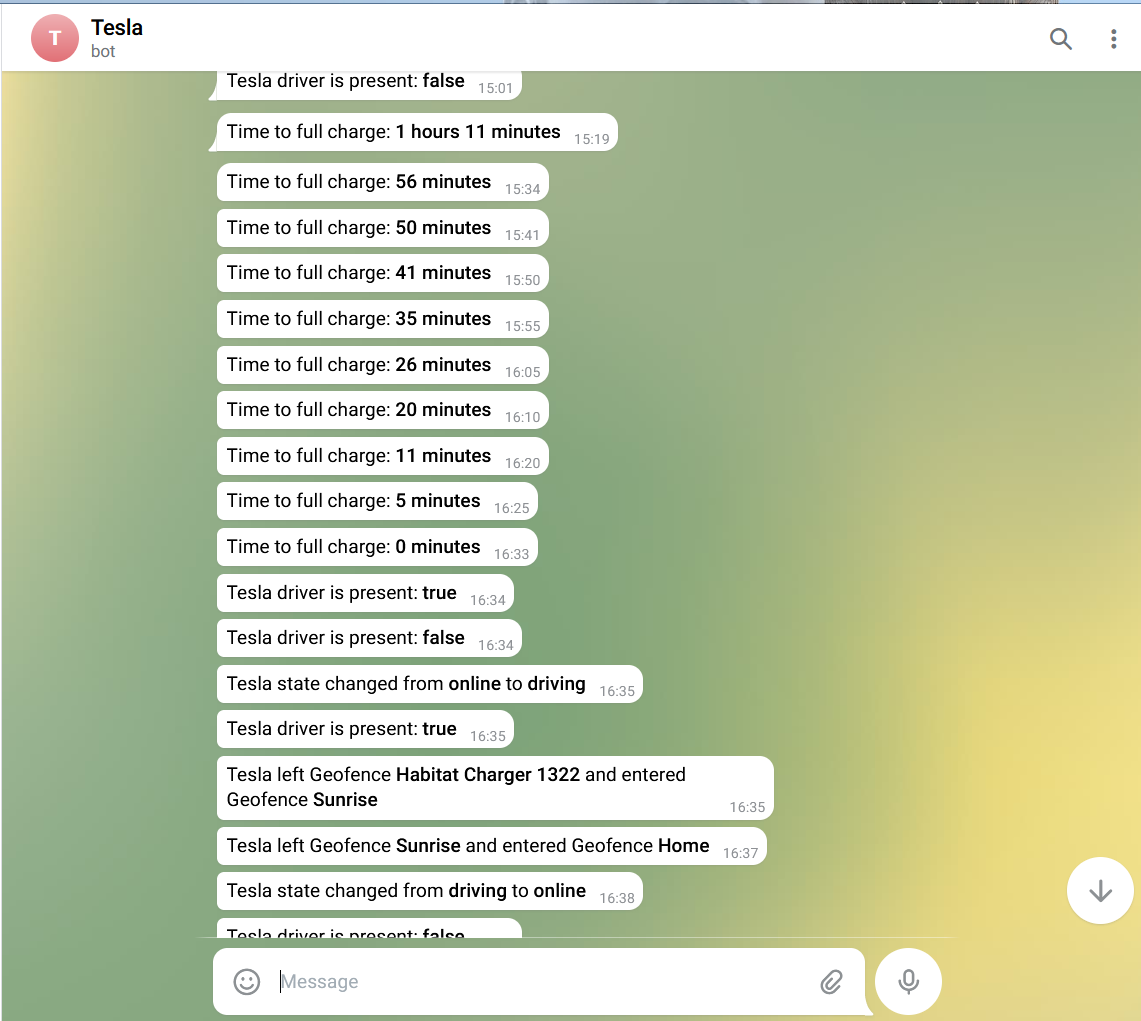 T
Tesla
bot
Tesla driver is present: false 15:01
Time to full charge: 1 hours 11 minutes 15:19
Time to full charge: 56 minutes 15:34
Time to full charge: 50 minutes 15:41
Time to full charge: 41 minutes 15:50
Time to full charge: 35 minutes 15:55
Time to full charge: 26 minutes 16:05
Time to full charge: 20 minutes 16:10
Time to full charge: 11 minutes 16:20
Time to full charge: 5 minutes 16:25
Time to full charge: 0 minutes 16:33
Tesla driver is present: true 16:34
Tesla driver is present: false 16:34
Tesla state changed from online to driving 16:35
Tesla driver is present: true 16:35
Tesla left Geofence Habitat Charger 1322 and entered
Geofence Sunrise 16:35
Tesla left Geofence Sunrise and entered Geofence Home 16:37
Tesla state changed from driving to online 16:38
Tesla driver is present: false
Message